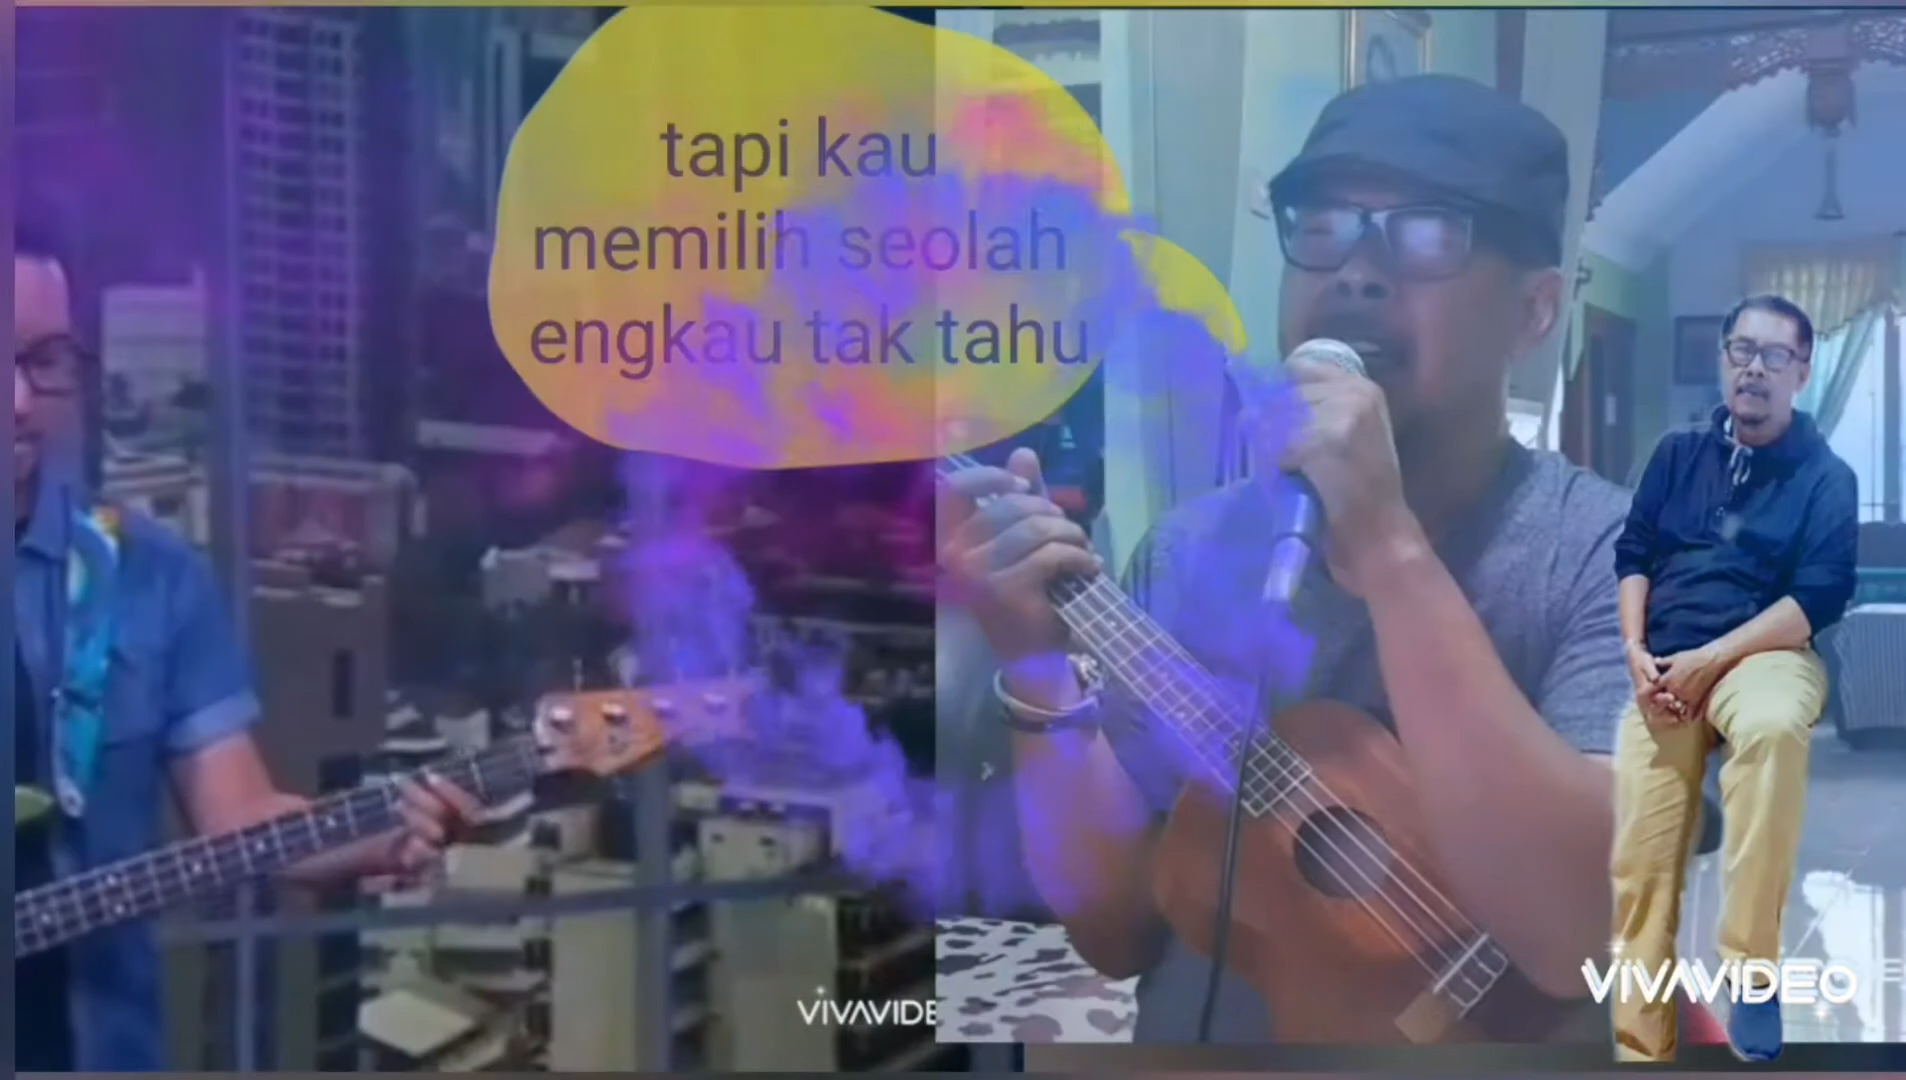 tapi kau
memilih seolah
engkau tak tahu
VIVAVIDE
VIVAVIDEO